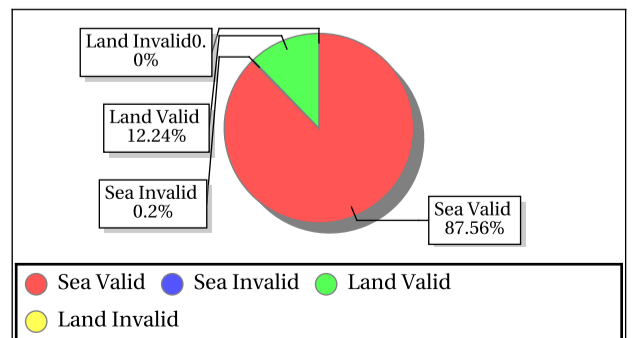 Land Invalid0.
0%
Land Valid
12.24%
Sea Invalid
0.2%
Sea Valid
87.56%
Sea Valid
Sea Invalid
Land Valid
Land Invalid